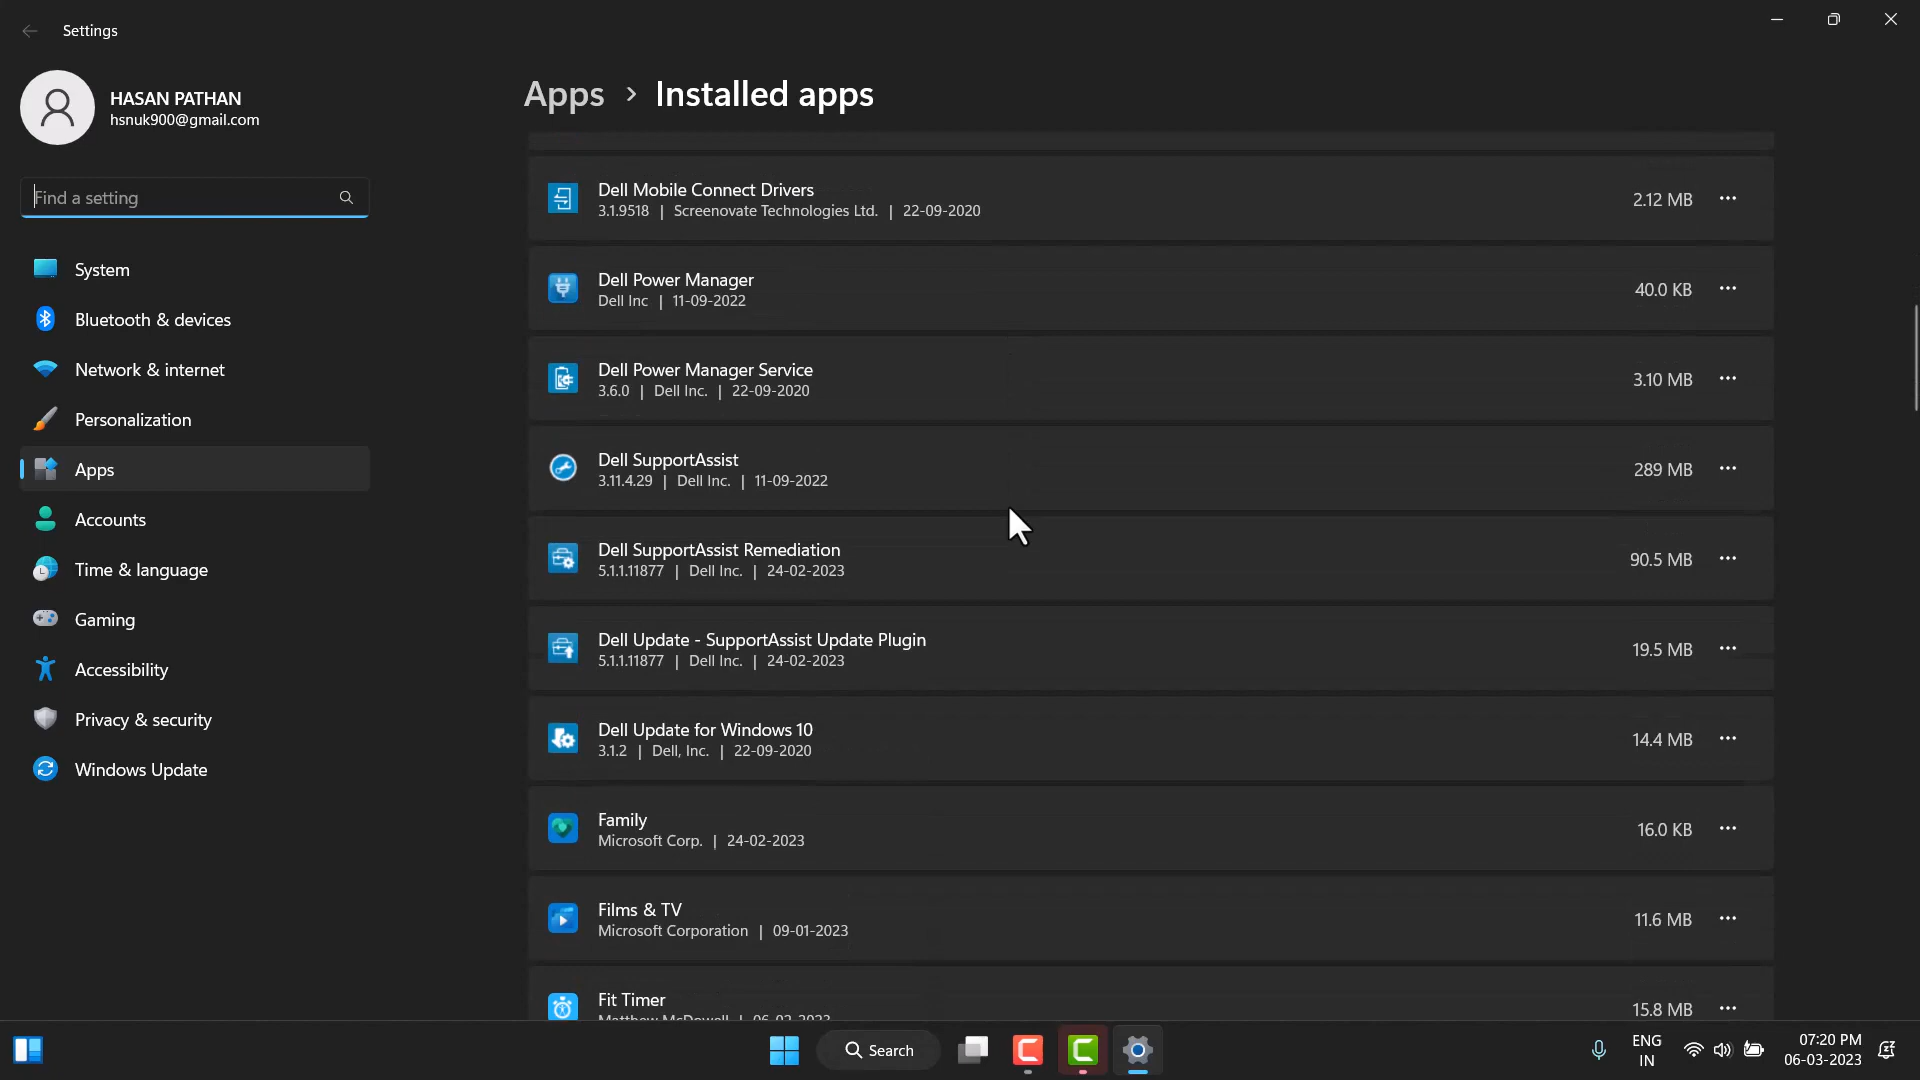 Settings
HASAN PATHAN
hsnuk900@gmail.com
Find a setting
System
Bluetooth & devices
Network & internet
Personalization
Apps
Accounts
Time & language
Gaming
Accessibility
Privacy & security
Windows Update
Apps > Installed apps
Dell Mobile Connect Drivers
3.1.9518 | Screenovate Technologies Ltd. | 22-09-2020
2.12 MB
Dell Power Manager
Dell Inc | 11-09-2022
40.0 KB
Dell Power Manager Service
3.6.0 | Dell Inc. | 22-09-2020
3.10 MB
Dell SupportAssist
3.11.4.29 | Dell Inc. | 11-09-2022
289 MB
Dell SupportAssist Remediation
5.1.1.11877 | Dell Inc. | 24-02-2023
90.5 MB
Dell Update - SupportAssist Update Plugin
5.1.1.11877 | Dell Inc. | 24-02-2023
19.5 MB
Dell Update for Windows 10
3.1.2 | Dell, Inc. | 22-09-2020
14.4 MB
Family
Microsoft Corp. | 24-02-2023
16.0 KB
Films & TV
Microsoft Corporation | 09-01-2023
11.6 MB
Fit Timer
Matthew McDowell | 06-02-2023
15.8 MB
Search
ENG
IN
07:20 PM
06-03-2023